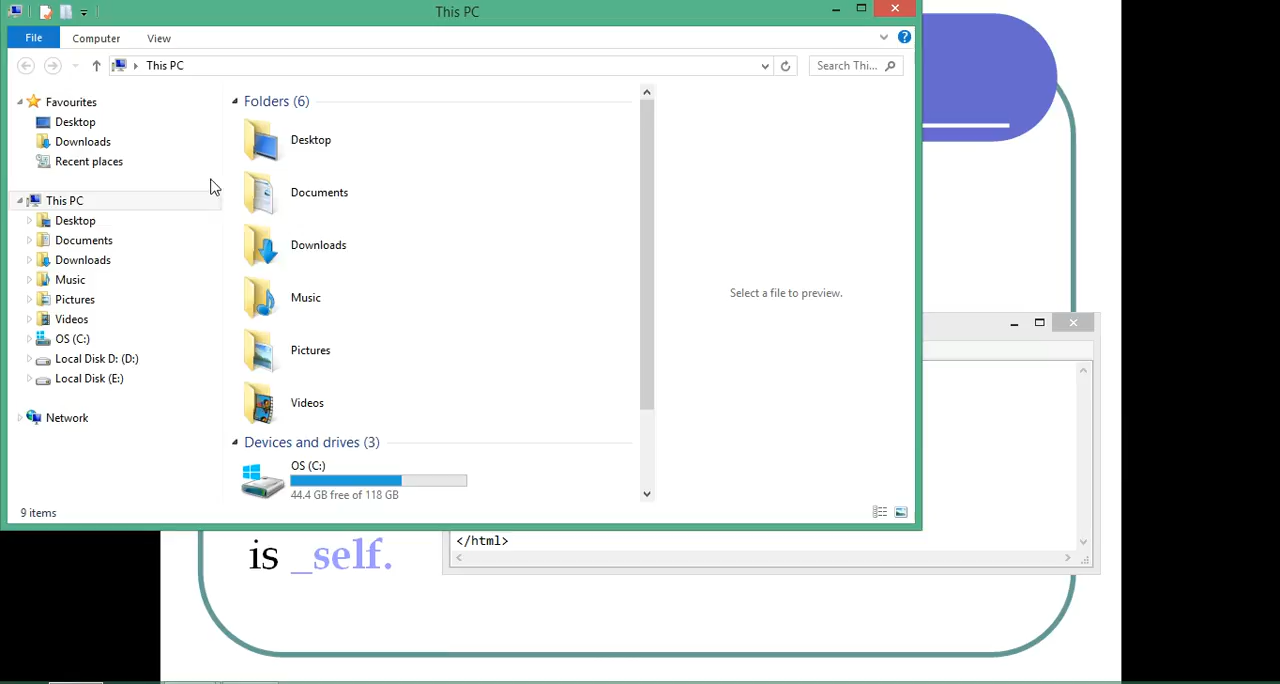 This PC
File Computer View
This PC
Search Thi...
Favourites
Desktop
Downloads
Recent places
This PC
Desktop
Documents
Downloads
Music
Pictures
Videos
OS (C:)
Local Disk D: (D:)
Local Disk (E:)
Network
Folders (6)
Desktop
Documents
Downloads
Music
Pictures
Videos
Devices and drives (3)
OS (C:)
44.4 GB free of 118 GB
Select a file to preview.
9 items
</html>
is _self.